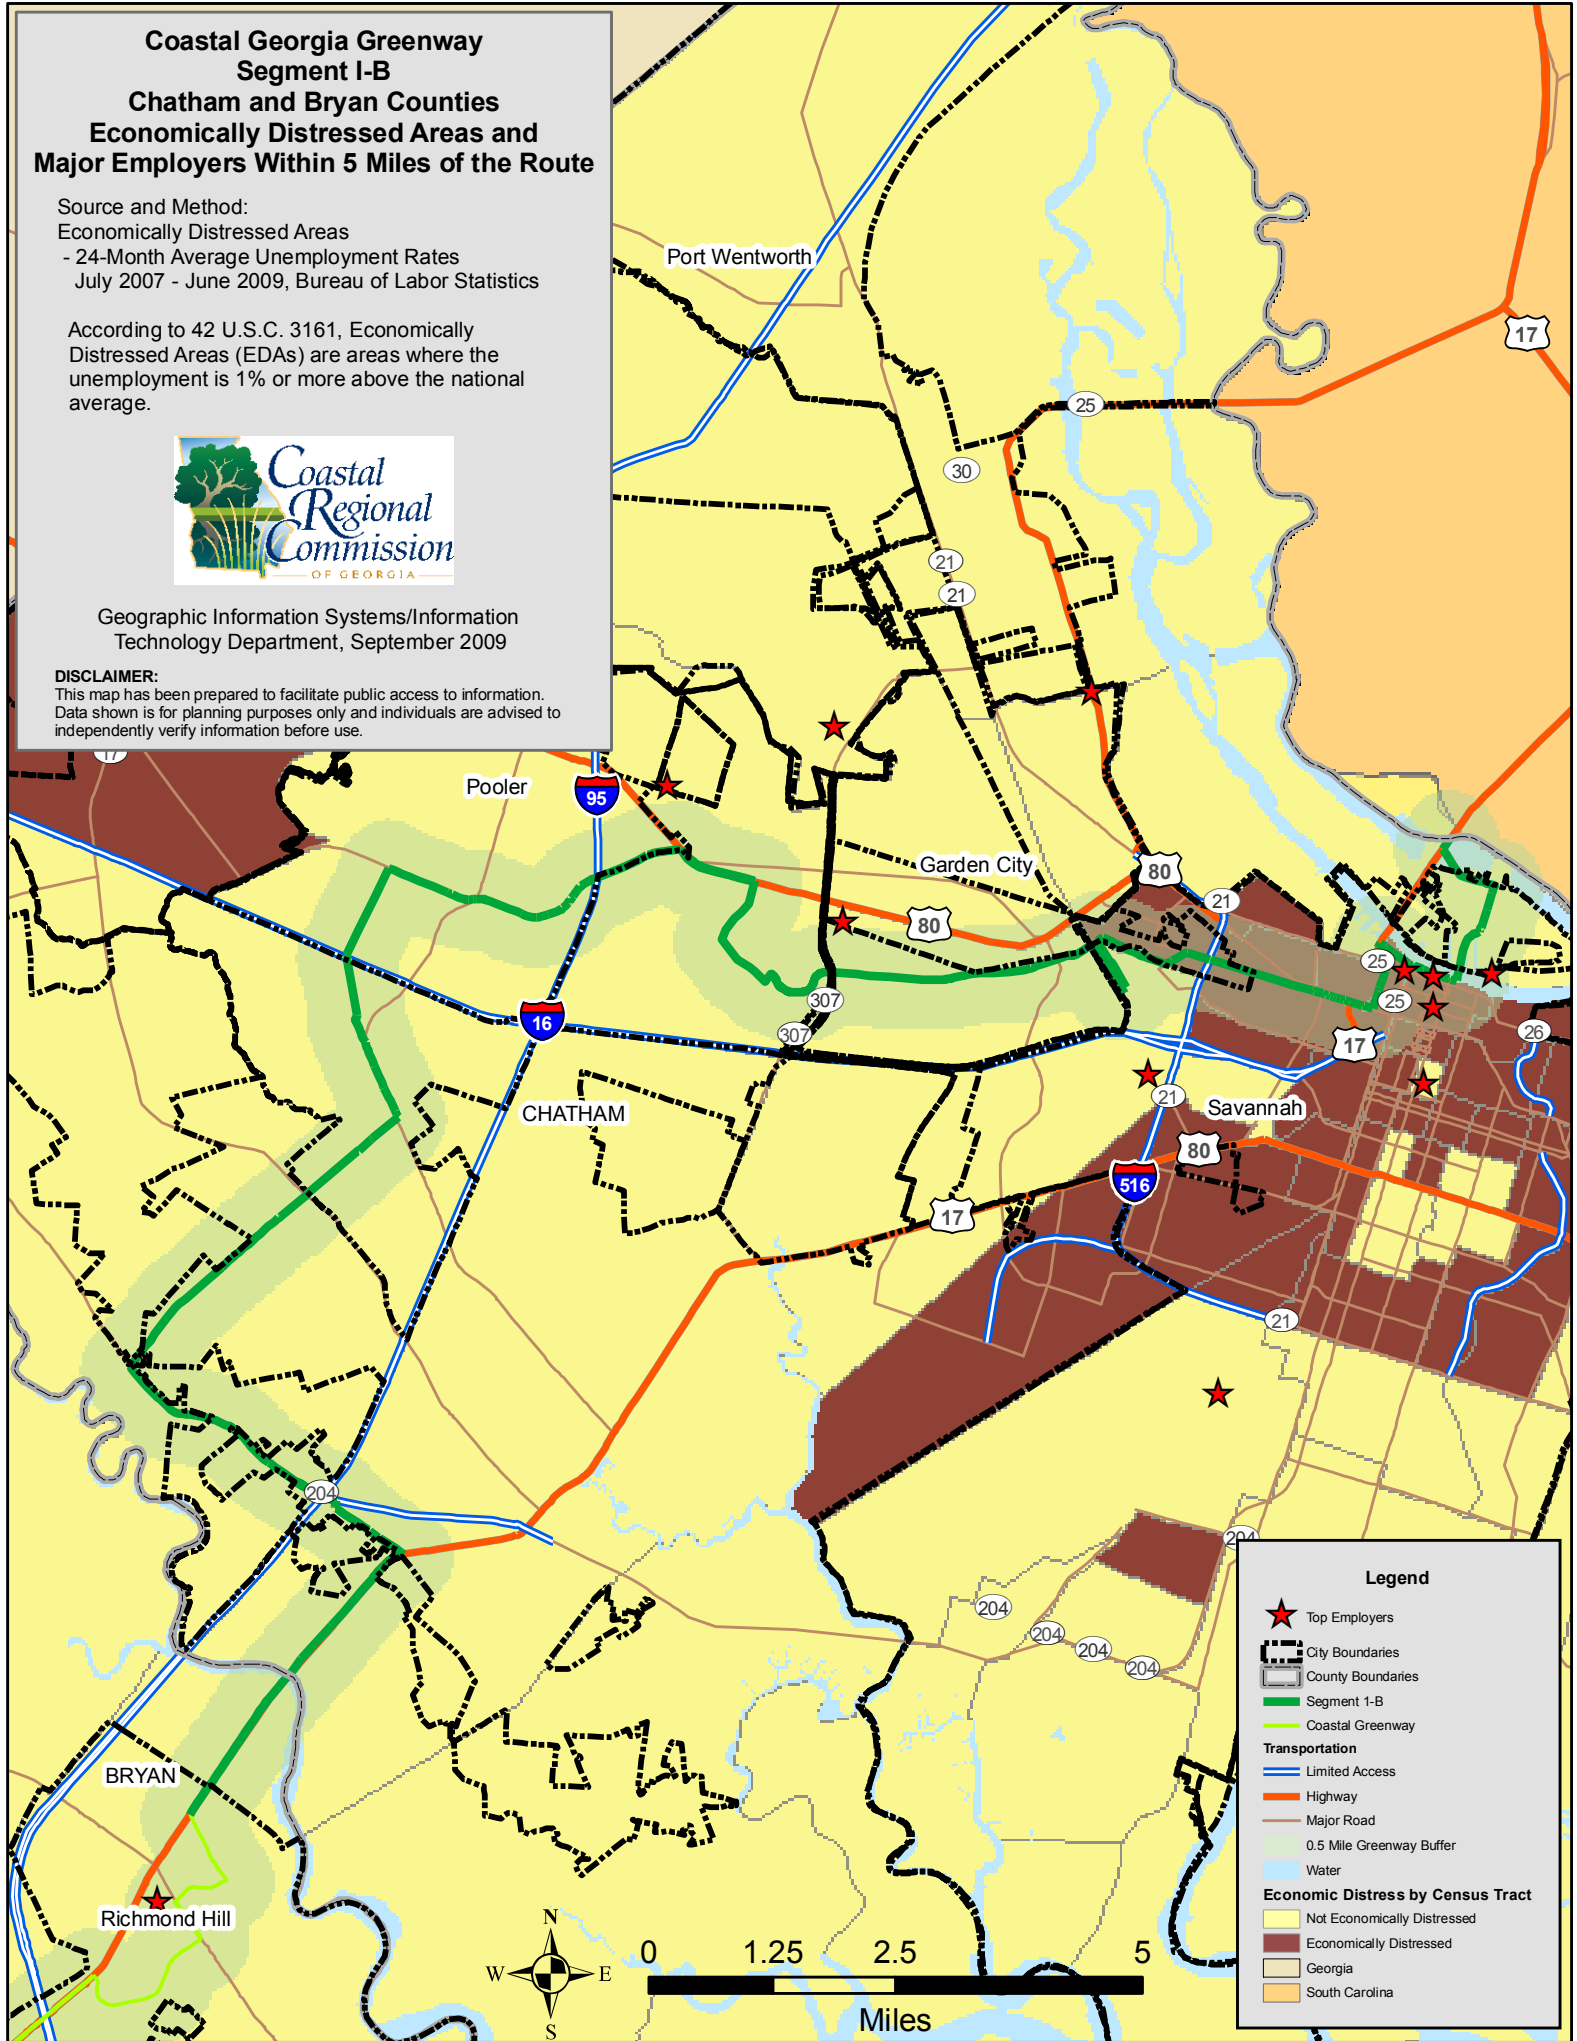 Coastal Georgia Greenway
Segment I-B
Chatham and Bryan Counties
Economically Distressed Areas and
Major Employers Within 5 Miles of the Route
Source and Method:
Economically Distressed Areas
- 24-Month Average Unemployment Rates
July 2007 - June 2009, Bureau of Labor Statistics
According to 42 U.S.C. 3161, Economically
Distressed Areas (EDAs) are areas where the
unemployment is 1% or more above the national
average.
Coastal
Regional
Commission
OF GEORGIA
Geographic Information Systems/Information
Technology Department, September 2009
DISCLAIMER:
This map has been prepared to facilitate public access to information.
Data shown is for planning purposes only and individuals are advised to
independently verify information before use.
Port Wentworth
17
25
30
21
21
17
Pooler
95
Garden City
80
21
80
25
25
307
16
307
17
26
CHATHAM
21
Savannah
80
516
17
21
204
204
204
204
204
204
BRYAN
Richmond Hill
N
W
E
S
0
1.25
2.5
5
Miles
Legend
Top Employers
City Boundaries
County Boundaries
Segment 1-B
Coastal Greenway
Transportation
Limited Access
Highway
Major Road
0.5 Mile Greenway Buffer
Water
Economic Distress by Census Tract
Not Economically Distressed
Economically Distressed
Georgia
South Carolina